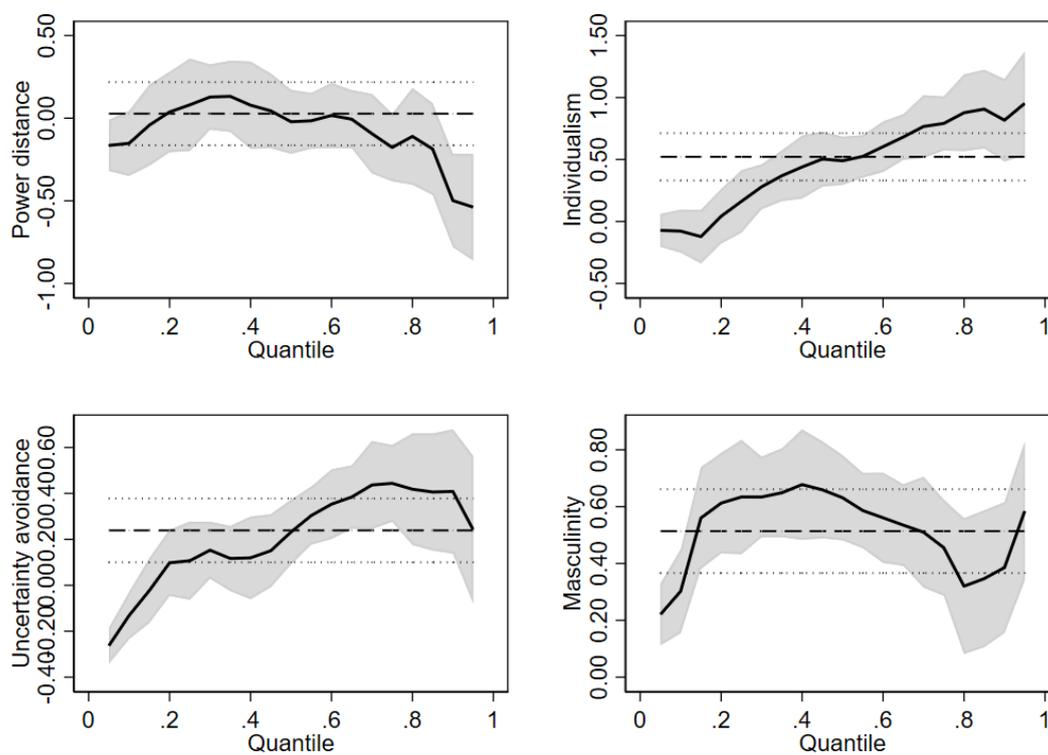 Power distance
-1.00 -0.50 0.00 0.50
0 .2 .4 .6 .8 1
Quantile
Individualism
-0.50 0.00 0.50 1.00 1.50
0 .2 .4 .6 .8 1
Quantile
Uncertainty avoidance
-0.40 -0.20 0.00 0.20 0.40 0.60
0 .2 .4 .6 .8 1
Quantile
Masculinity
0.00 0.20 0.40 0.60 0.80
0 .2 .4 .6 .8 1
Quantile